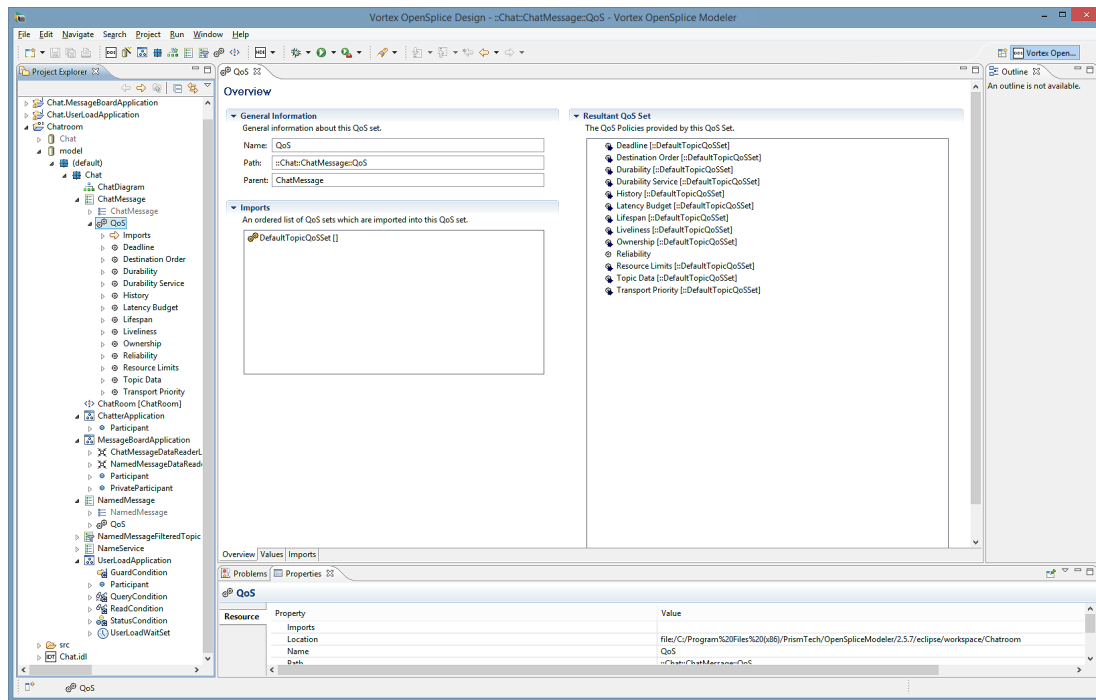 Vortex OpenSplice Design - ::Chat::ChatMessage::QoS - Vortex OpenSplice Modeler
File Edit Navigate Search Project Run Window Help
Vortex Open...
Project Explorer
Chat.MessageBoardApplication
Chat.UserLoadApplication
Chatroom
Chat
model
(default)
Chat
ChatDiagram
ChatMessage
ChatMessage
QoS
Imports
Deadline
Destination Order
Durability
Durability Service
History
Latency Budget
Lifespan
Liveliness
Ownership
Reliability
Resource Limits
Topic Data
Transport Priority
ChatRoom [ChatRoom]
ChatterApplication
Participant
MessageBoardApplication
ChatMessageDataReaderL
NamedMessageDataReade
Participant
PrivateParticipant
NamedMessage
NamedMessage
QoS
NamedMessageFilteredTopic
NameService
UserLoadApplication
GuardCondition
Participant
QueryCondition
ReadCondition
StatusCondition
UserLoadWaitSet
src
Chat.idl
QoS
Overview
General Information
General information about this QoS set.
Name: QoS
Path: ::Chat::ChatMessage::QoS
Parent: ChatMessage
Imports
An ordered list of QoS sets which are imported into this QoS set.
DefaultTopicQoSSet []
Resultant QoS Set
The QoS Policies provided by this QoS Set.
Deadline [::DefaultTopicQoSSet]
Destination Order [::DefaultTopicQoSSet]
Durability [::DefaultTopicQoSSet]
Durability Service [::DefaultTopicQoSSet]
History [::DefaultTopicQoSSet]
Latency Budget [::DefaultTopicQoSSet]
Lifespan [::DefaultTopicQoSSet]
Liveliness [::DefaultTopicQoSSet]
Ownership [::DefaultTopicQoSSet]
Reliability
Resource Limits [::DefaultTopicQoSSet]
Topic Data [::DefaultTopicQoSSet]
Transport Priority [::DefaultTopicQoSSet]
Overview Values Imports
Outline
An outline is not available.
Problems Properties
QoS
Resource
Property Value
Imports
Location file:/C:/Program%20Files%20(x86)/PrismTech/OpenSpliceModeler/2.5.7/eclipse/workspace/Chatroom
Name QoS
Path ::Chat::ChatMessage::QoS
QoS